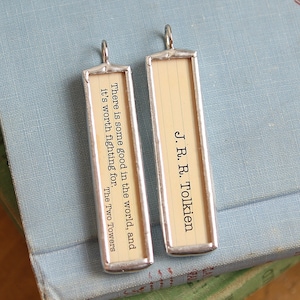 There is some good in the world, and
it's worth fighting for.
The Two Towers
J. R. R. Tolkien